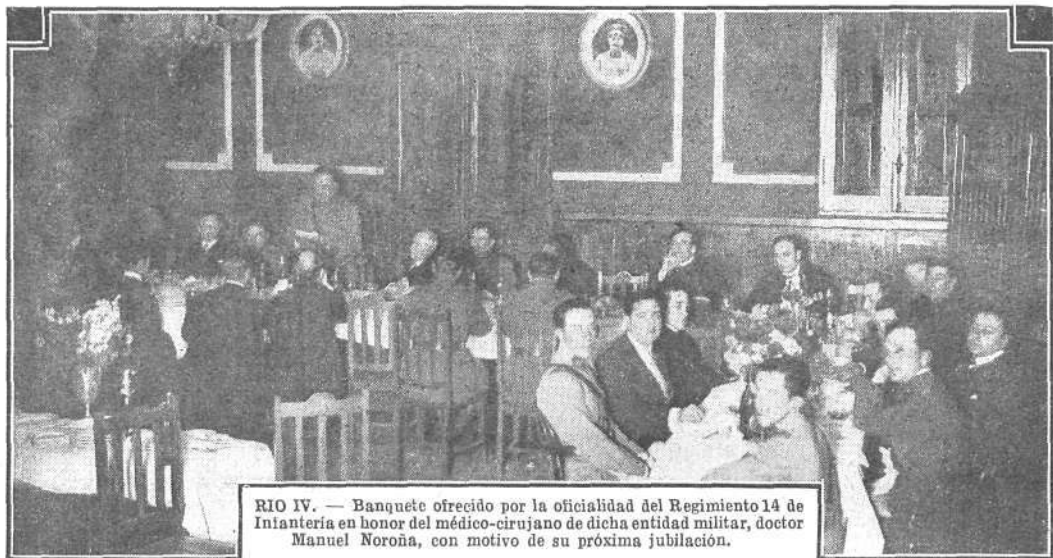 RIO IV. — Banquete ofrecido por la oficialidad del Regimiento 14 de
Infantería en honor del médico-cirujano de dicha entidad militar, doctor
Manuel Noroña, con motivo de su próxima jubilación.